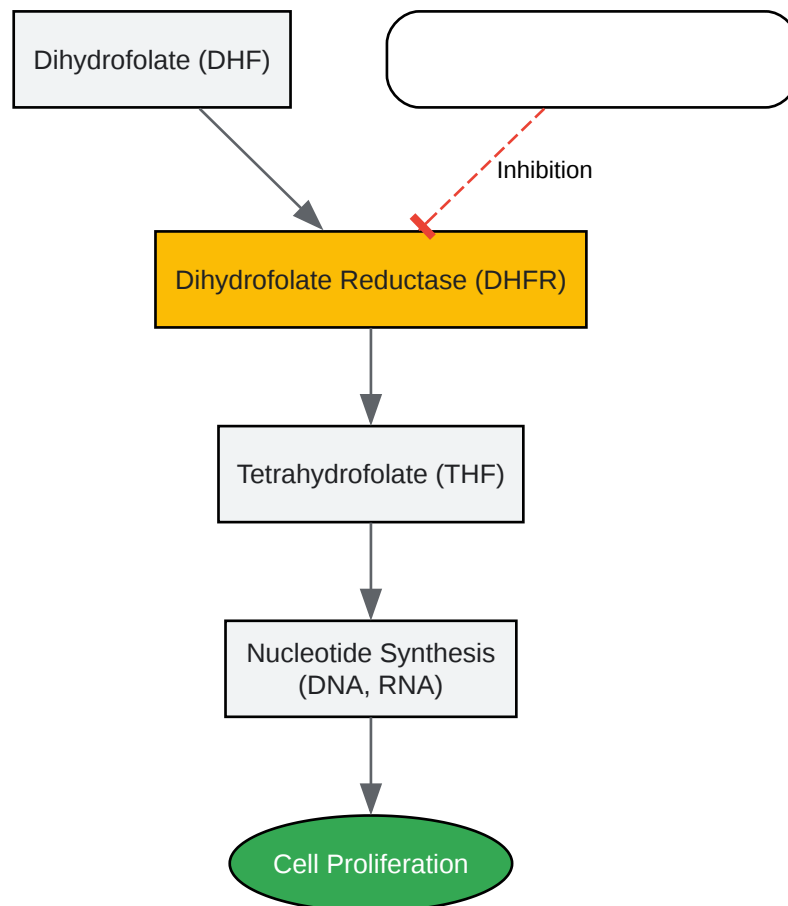 Dihydrofolate (DHF)
Inhibition
Dihydrofolate Reductase (DHFR)
Tetrahydrofolate (THF)
Nucleotide Synthesis
(DNA, RNA)
Cell Proliferation